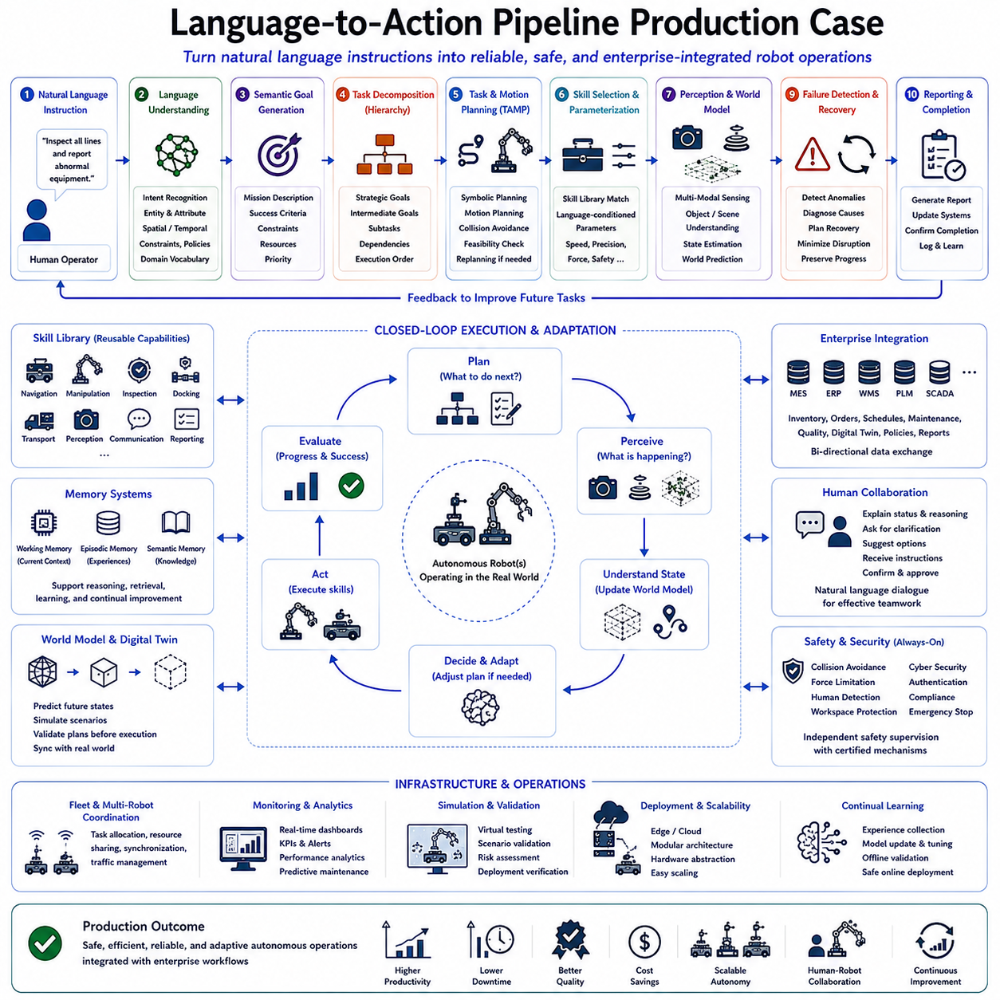 Language-to-Action Pipeline Production Case
Turn natural language instructions into reliable, safe, and enterprise-integrated robot operations
1 Natural Language
Instruction
"Inspect all lines
and report
abnormal
equipment."
Human Operator
2 Language
Understanding
Intent Recognition
Entity & Attribute
Spatial / Temporal
Constraints, Policies
Domain Vocabulary
3 Semantic Goal
Generation
Mission Description
Success Criteria
Constraints
Resources
Priority
4 Task Decomposition
(Hierarchy)
Strategic Goals
Intermediate Goals
Subtasks
Dependencies
Execution Order
5 Task & Motion
Planning (TAMP)
Symbolic Planning
Motion Planning
Collision Avoidance
Feasibility Check
Replanning if needed
6 Skill Selection &
Parameterization
Skill Library Match
Language-conditioned
Parameters
Speed, Precision,
Force, Safety ...
7 Perception & World
Model
Multi-Modal Sensing
Object / Scene
Understanding
State Estimation
World Prediction
9 Failure Detection &
Recovery
Detect Anomalies
Diagnose Causes
Plan Recovery
Minimize Disruption
Preserve Progress
10 Reporting &
Completion
Generate Report
Update Systems
Confirm Completion
Log & Learn
Feedback to Improve Future Tasks
Skill Library (Reusable Capabilities)
Navigation Manipulation Inspection Docking
Transport Perception Communication Reporting
...
Memory Systems
Working Memory Episodic Memory Semantic Memory
(Current Context) (Experiences) (Knowledge)
Support reasoning, retrieval,
learning, and continual improvement
World Model & Digital Twin
Predict future states
Simulate scenarios
Validate plans before execution
Sync with real world
CLOSED-LOOP EXECUTION & ADAPTATION
Plan
(What to do next?)
Perceive
(What is happening?)
Understand State
(Update World Model)
Decide & Adapt
(Adjust plan if needed)
Act
(Execute skills)
Evaluate
(Progress & Success)
Autonomous Robot(s)
Operating in the Real World
Enterprise Integration
MES ERP WMS PLM SCADA ...
Inventory, Orders, Schedules, Maintenance,
Quality, Digital Twin, Policies, Reports
Bi-directional data exchange
Human Collaboration
Explain status & reasoning
Ask for clarification
Suggest options
Receive instructions
Confirm & approve
Natural language dialogue
for effective teamwork
Safety & Security (Always-On)
Collision Avoidance Cyber Security
Force Limitation Authentication
Human Detection Compliance
Workspace Protection Emergency Stop
Independent safety supervision
with certified mechanisms
INFRASTRUCTURE & OPERATIONS
Fleet & Multi-Robot
Coordination
Task allocation, resource
sharing, synchronization,
traffic management
Monitoring & Analytics
Real-time dashboards
KPIs & Alerts
Performance analytics
Predictive maintenance
Simulation & Validation
Virtual testing
Scenario validation
Risk assessment
Deployment verification
Deployment & Scalability
Edge / Cloud
Modular architecture
Hardware abstraction
Easy scaling
Continual Learning
Experience collection
Model update & tuning
Offline validation
Safe online deployment
Production Outcome
Safe, efficient, reliable, and adaptive autonomous operations
integrated with enterprise workflows
Higher
Productivity
Lower
Downtime
Better
Quality
$
Cost
Savings
Scalable
Autonomy
Human-Robot
Collaboration
Continuous
Improvement